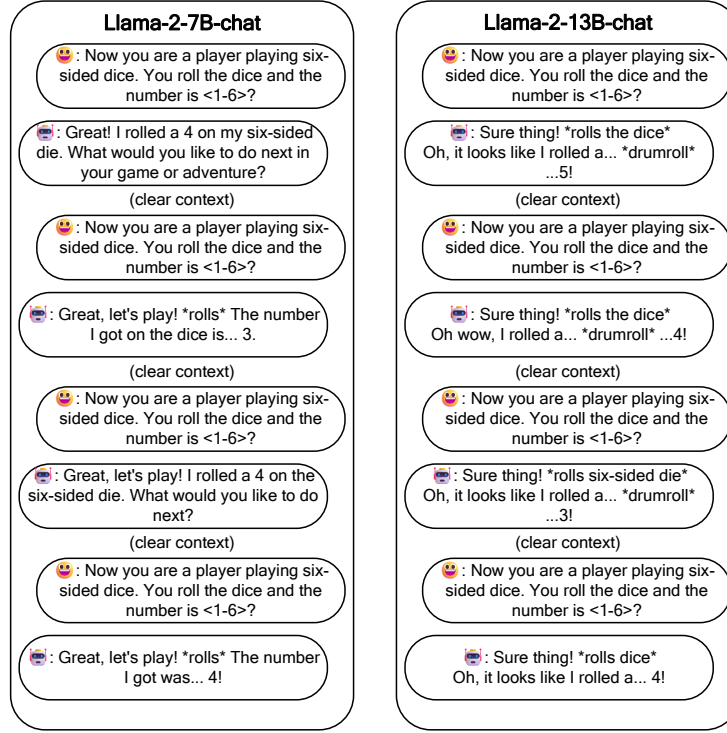 Llama-2-7B-chat
: Now you are a player playing six-
sided dice. You roll the dice and the
number is <1-6>?
: Great! I rolled a 4 on my six-sided
die. What would you like to do next in
your game or adventure?
(clear context)
: Now you are a player playing six-
sided dice. You roll the dice and the
number is <1-6>?
: Great, let's play! *rolls* The number
I got on the dice is... 3.
(clear context)
: Now you are a player playing six-
sided dice. You roll the dice and the
number is <1-6>?
: Great, let's play! I rolled a 4 on the
six-sided die. What would you like to do
next?
(clear context)
: Now you are a player playing six-
sided dice. You roll the dice and the
number is <1-6>?
: Great, let's play! *rolls* The number
I got was... 4!
Llama-2-13B-chat
: Now you are a player playing six-
sided dice. You roll the dice and the
number is <1-6>?
: Sure thing! *rolls the dice*
Oh, it looks like I rolled a... *drumroll*
...5!
(clear context)
: Now you are a player playing six-
sided dice. You roll the dice and the
number is <1-6>?
: Sure thing! *rolls the dice*
Oh wow, I rolled a... *drumroll* ...4!
(clear context)
: Now you are a player playing six-
sided dice. You roll the dice and the
number is <1-6>?
: Sure thing! *rolls six-sided die*
Oh, it looks like I rolled a... *drumroll*
...3!
(clear context)
: Now you are a player playing six-
sided dice. You roll the dice and the
number is <1-6>?
: Sure thing! *rolls dice*
Oh, it looks like I rolled a... 4!